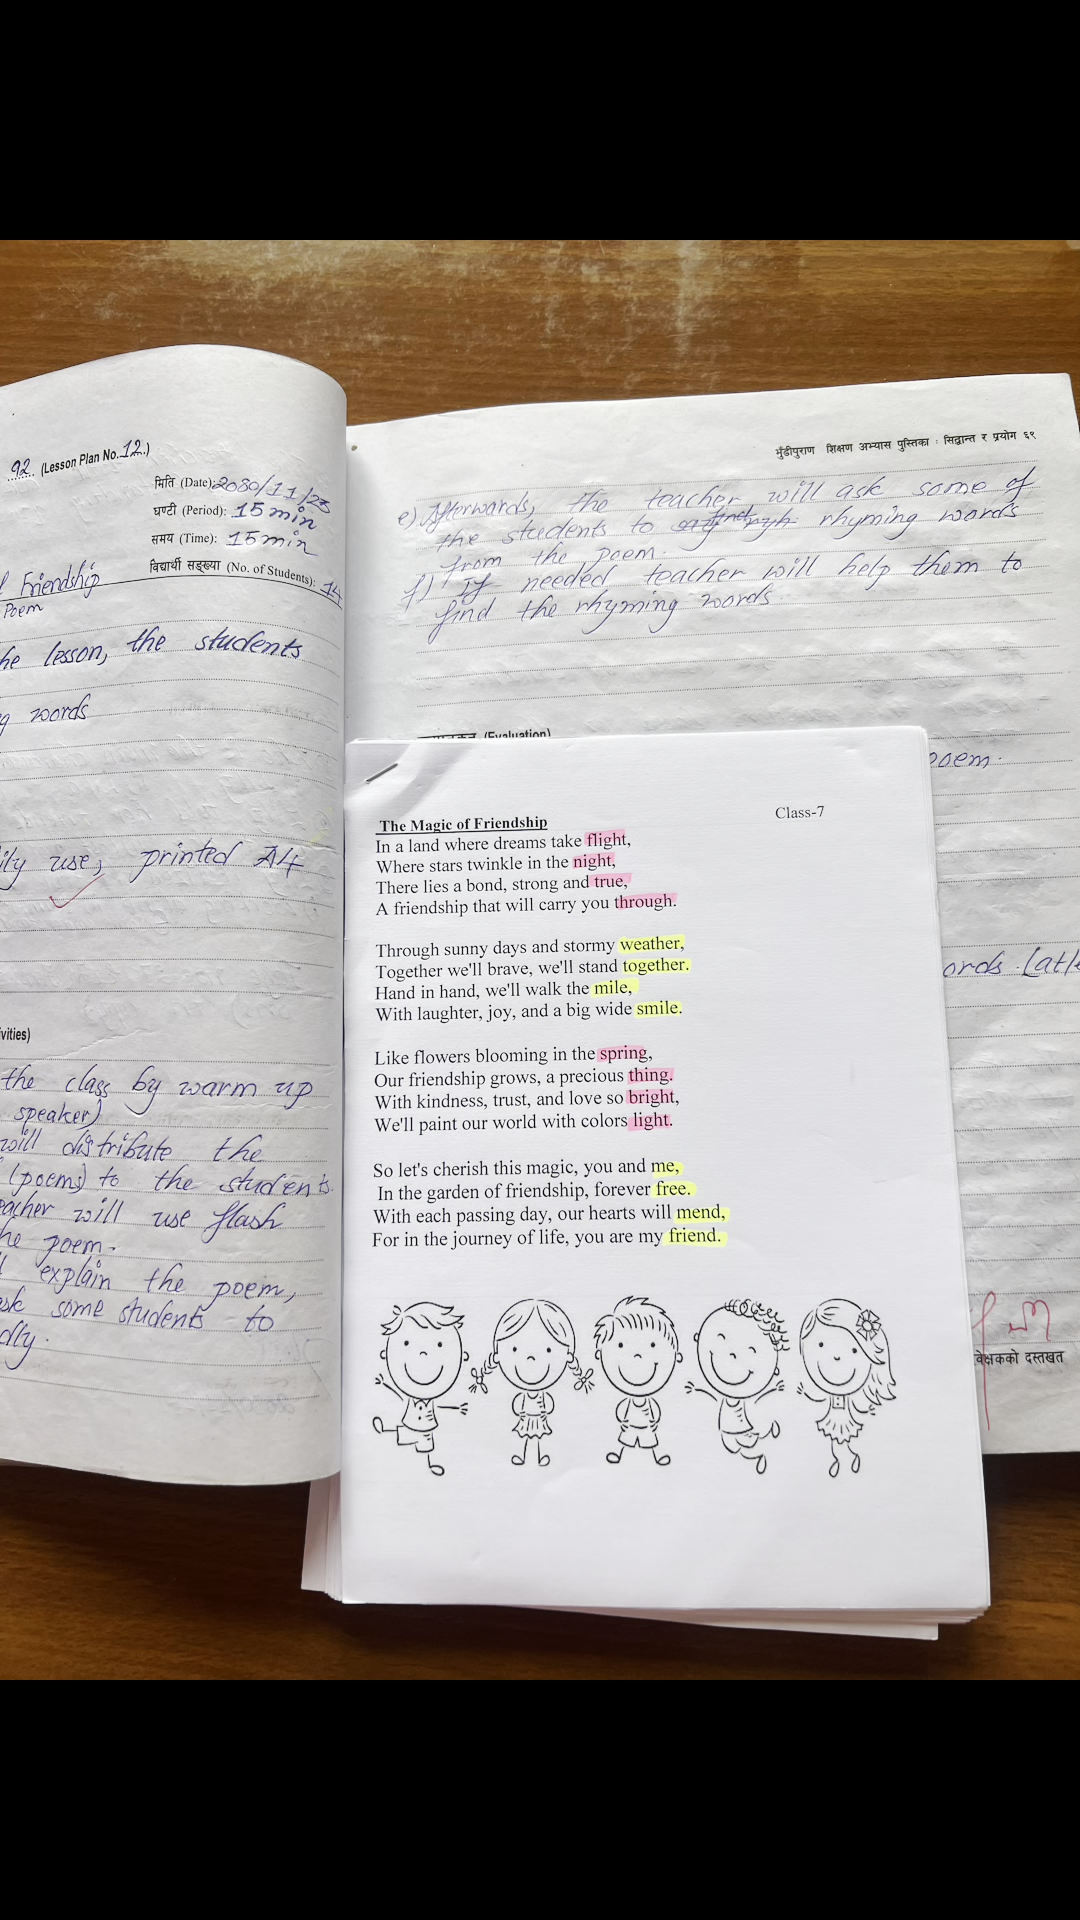 92. (Lesson Plan No. 12.)
मिति (Date): 2080/11/23
घण्टी (Period): 15 min
समय (Time): 15 min
विद्यार्थी सङ्ख्या (No. of Students): 14
Friendship
Poem
lesson, the students
words
use, printed A4
vities)
the class by warm up
speaker)
will distribute the
(poems) to the students.
acher will use flash
he poem.
explain the poem,
ask some students to
dly.
भुँडीपुराण शिक्षण अभ्यास पुस्तिका : सिद्धान्त र प्रयोग ६९
e) Afterwards, the teacher will ask some of
the students to find rhyming words
from the poem.
f) If needed teacher will help them to
find the rhyming words
(Evaluation)
poem.
ords.
वेक्षकको दस्तखत
The Magic of Friendship Class-7
In a land where dreams take flight,
Where stars twinkle in the night,
There lies a bond, strong and true,
A friendship that will carry you through.
Through sunny days and stormy weather,
Together we'll brave, we'll stand together.
Hand in hand, we'll walk the mile,
With laughter, joy, and a big wide smile.
Like flowers blooming in the spring,
Our friendship grows, a precious thing.
With kindness, trust, and love so bright,
We'll paint our world with colors light.
So let's cherish this magic, you and me,
In the garden of friendship, forever free.
With each passing day, our hearts will mend,
For in the journey of life, you are my friend.